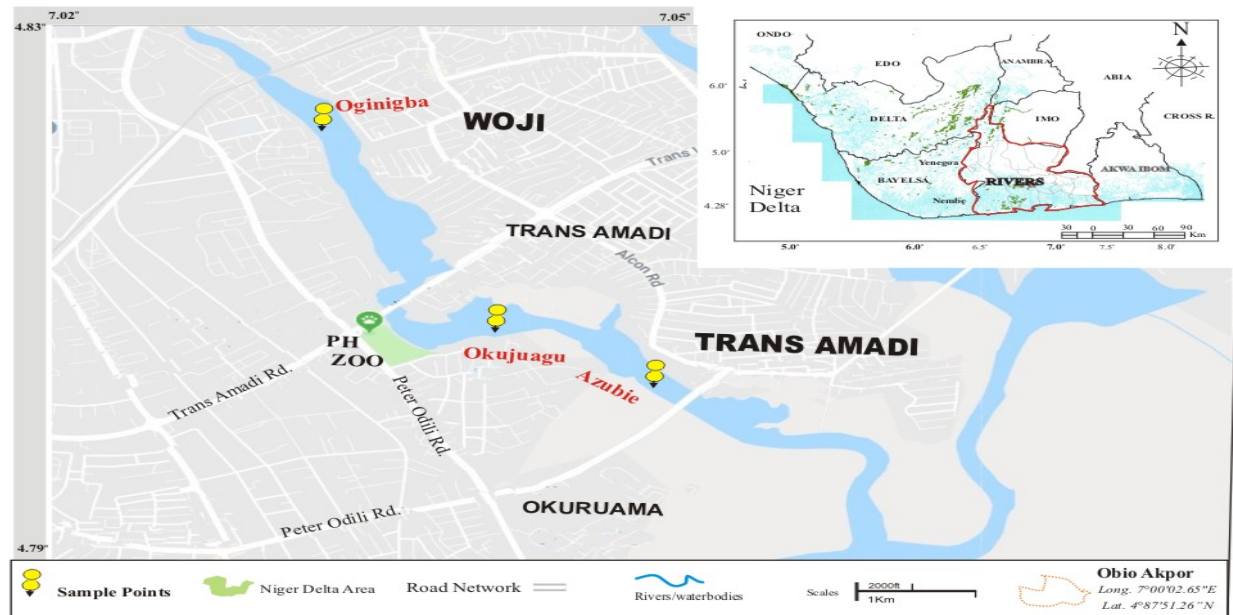 7.02"
7.05"
4.83"
Oginigba
WOJI
TRANS AMADI
Alcon Rd
PH
ZOO
Okujuagu
Azubie
TRANS AMADI
Trans Amadi Rd.
Peter Odili Rd.
Peter Odili Rd.
OKURUAMA
4.79"
ONDO
EDO
ANAMBRA
ABIA
N
6.0"
DELTA
IMO
CROSS R.
5.0"
Yenegoa
BAYELSA
RIVERS
AKWA IBOM
4.28"
Nembe
Niger
Delta
30 0 30 60 90
Km
5.0"
6.0"
6.5"
7.0"
7.5"
8.0"
Sample Points
Niger Delta Area
Road Network
Rivers/waterbodies
Scales
2000ft
1Km
Obio Akpor
Long. 7°00'02.65"E
Lat. 4°87'51.26"N